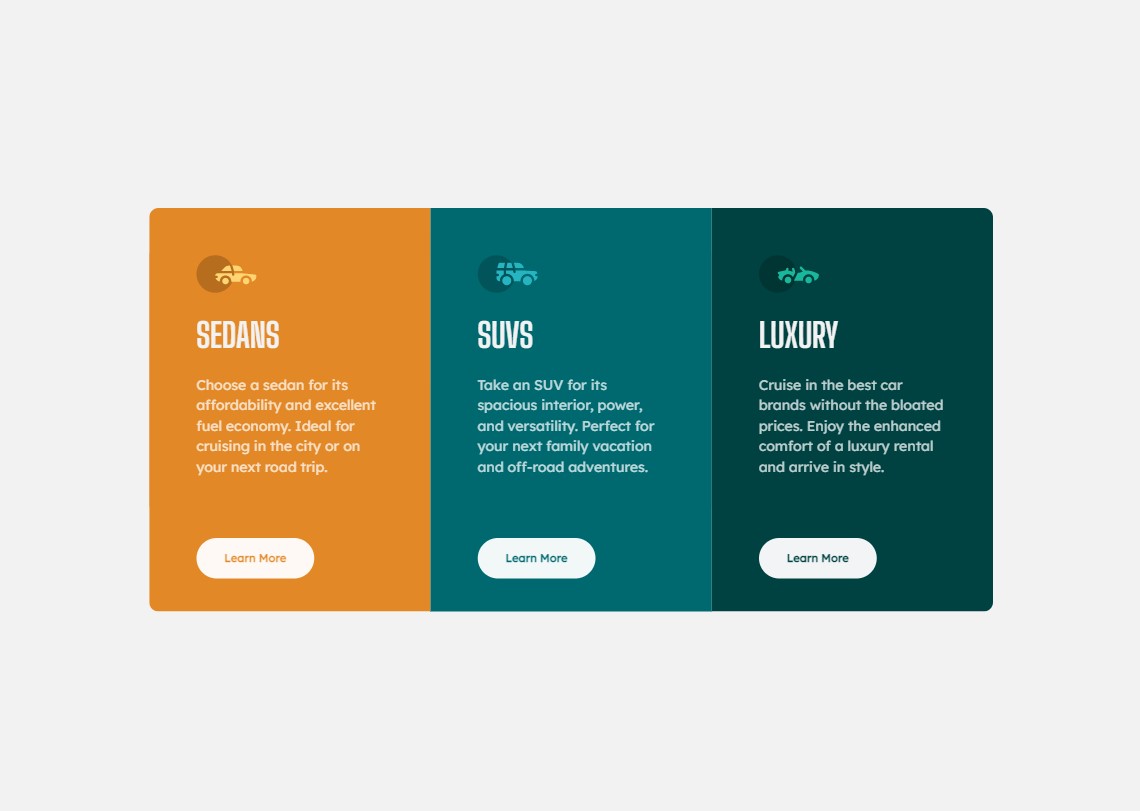 SEDANS
Choose a sedan for its
affordability and excellent
fuel economy. Ideal for
cruising in the city or on
your next road trip.
Learn More
SUVS
Take an SUV for its
spacious interior, power,
and versatility. Perfect for
your next family vacation
and off-road adventures.
Learn More
LUXURY
Cruise in the best car
brands without the bloated
prices. Enjoy the enhanced
comfort of a luxury rental
and arrive in style.
Learn More